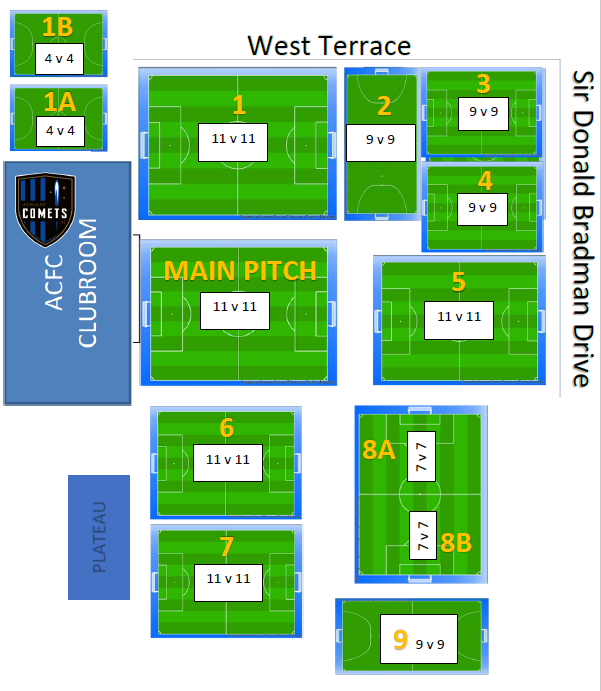 1B
4 v 4
1A
4 v 4
West Terrace
Sir Donald Bradman Drive
1
11 v 11
2
9 v 9
3
9 v 9
4
9 v 9
COMETS
ACFC
CLUBROOM
MAIN PITCH
11 v 11
5
11 v 11
6
11 v 11
8A
7 v 7
7 v 7
8B
PLATEAU
7
11 v 11
9 9 v 9